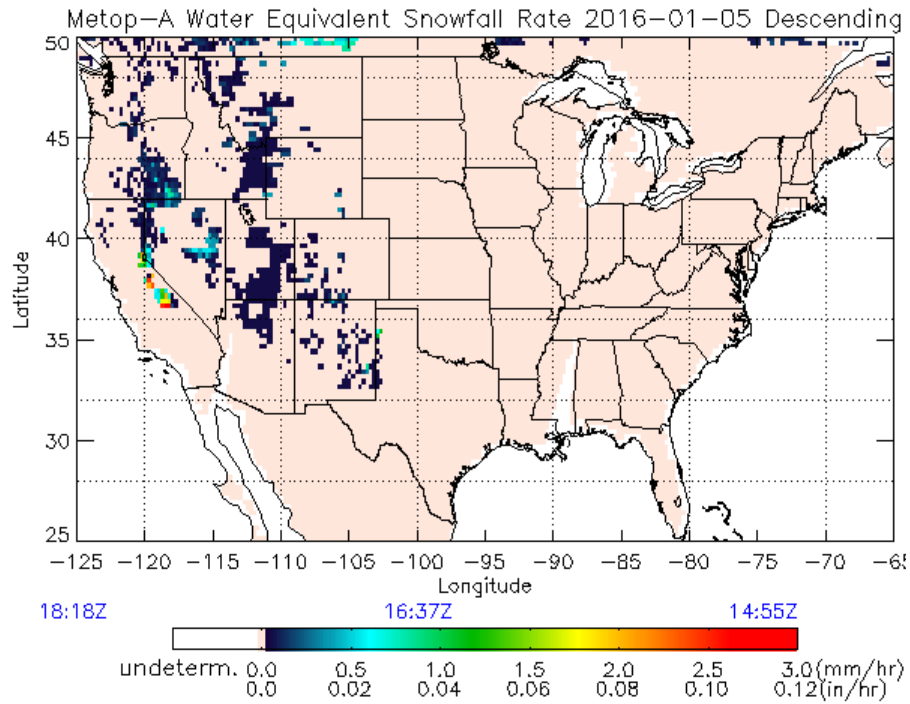 Metop-A Water Equivalent Snowfall Rate 2016-01-05 Descending
50
45
40
35
30
25
Latitude
-125 -120 -115 -110 -105 -100 -95 -90 -85 -80 -75 -70 -65
Longitude
18:18Z 16:37Z 14:55Z
undeterm. 0.0 0.5 1.0 1.5 2.0 2.5 3.0(mm/hr)
0.0 0.02 0.04 0.06 0.08 0.10 0.12(in/hr)